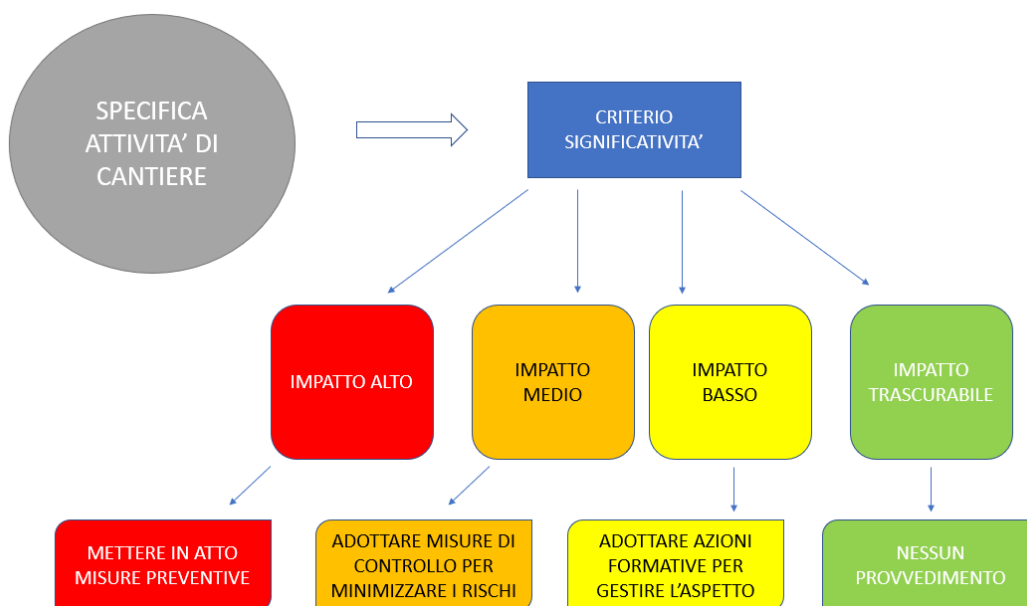 SPECIFICA
ATTIVITA' DI
CANTIERE
CRITERIO
SIGNIFICATIVITA'
IMPATTO ALTO
IMPATTO
MEDIO
IMPATTO
BASSO
IMPATTO
TRASCURABILE
METTERE IN ATTO
MISURE PREVENTIVE
ADOTTARE MISURE DI
CONTROLLO PER
MINIMIZZARE I RISCHI
ADOTTARE AZIONI
FORMATIVE PER
GESTIRE L'ASPETTO
NESSUN
PROVVEDIMENTO